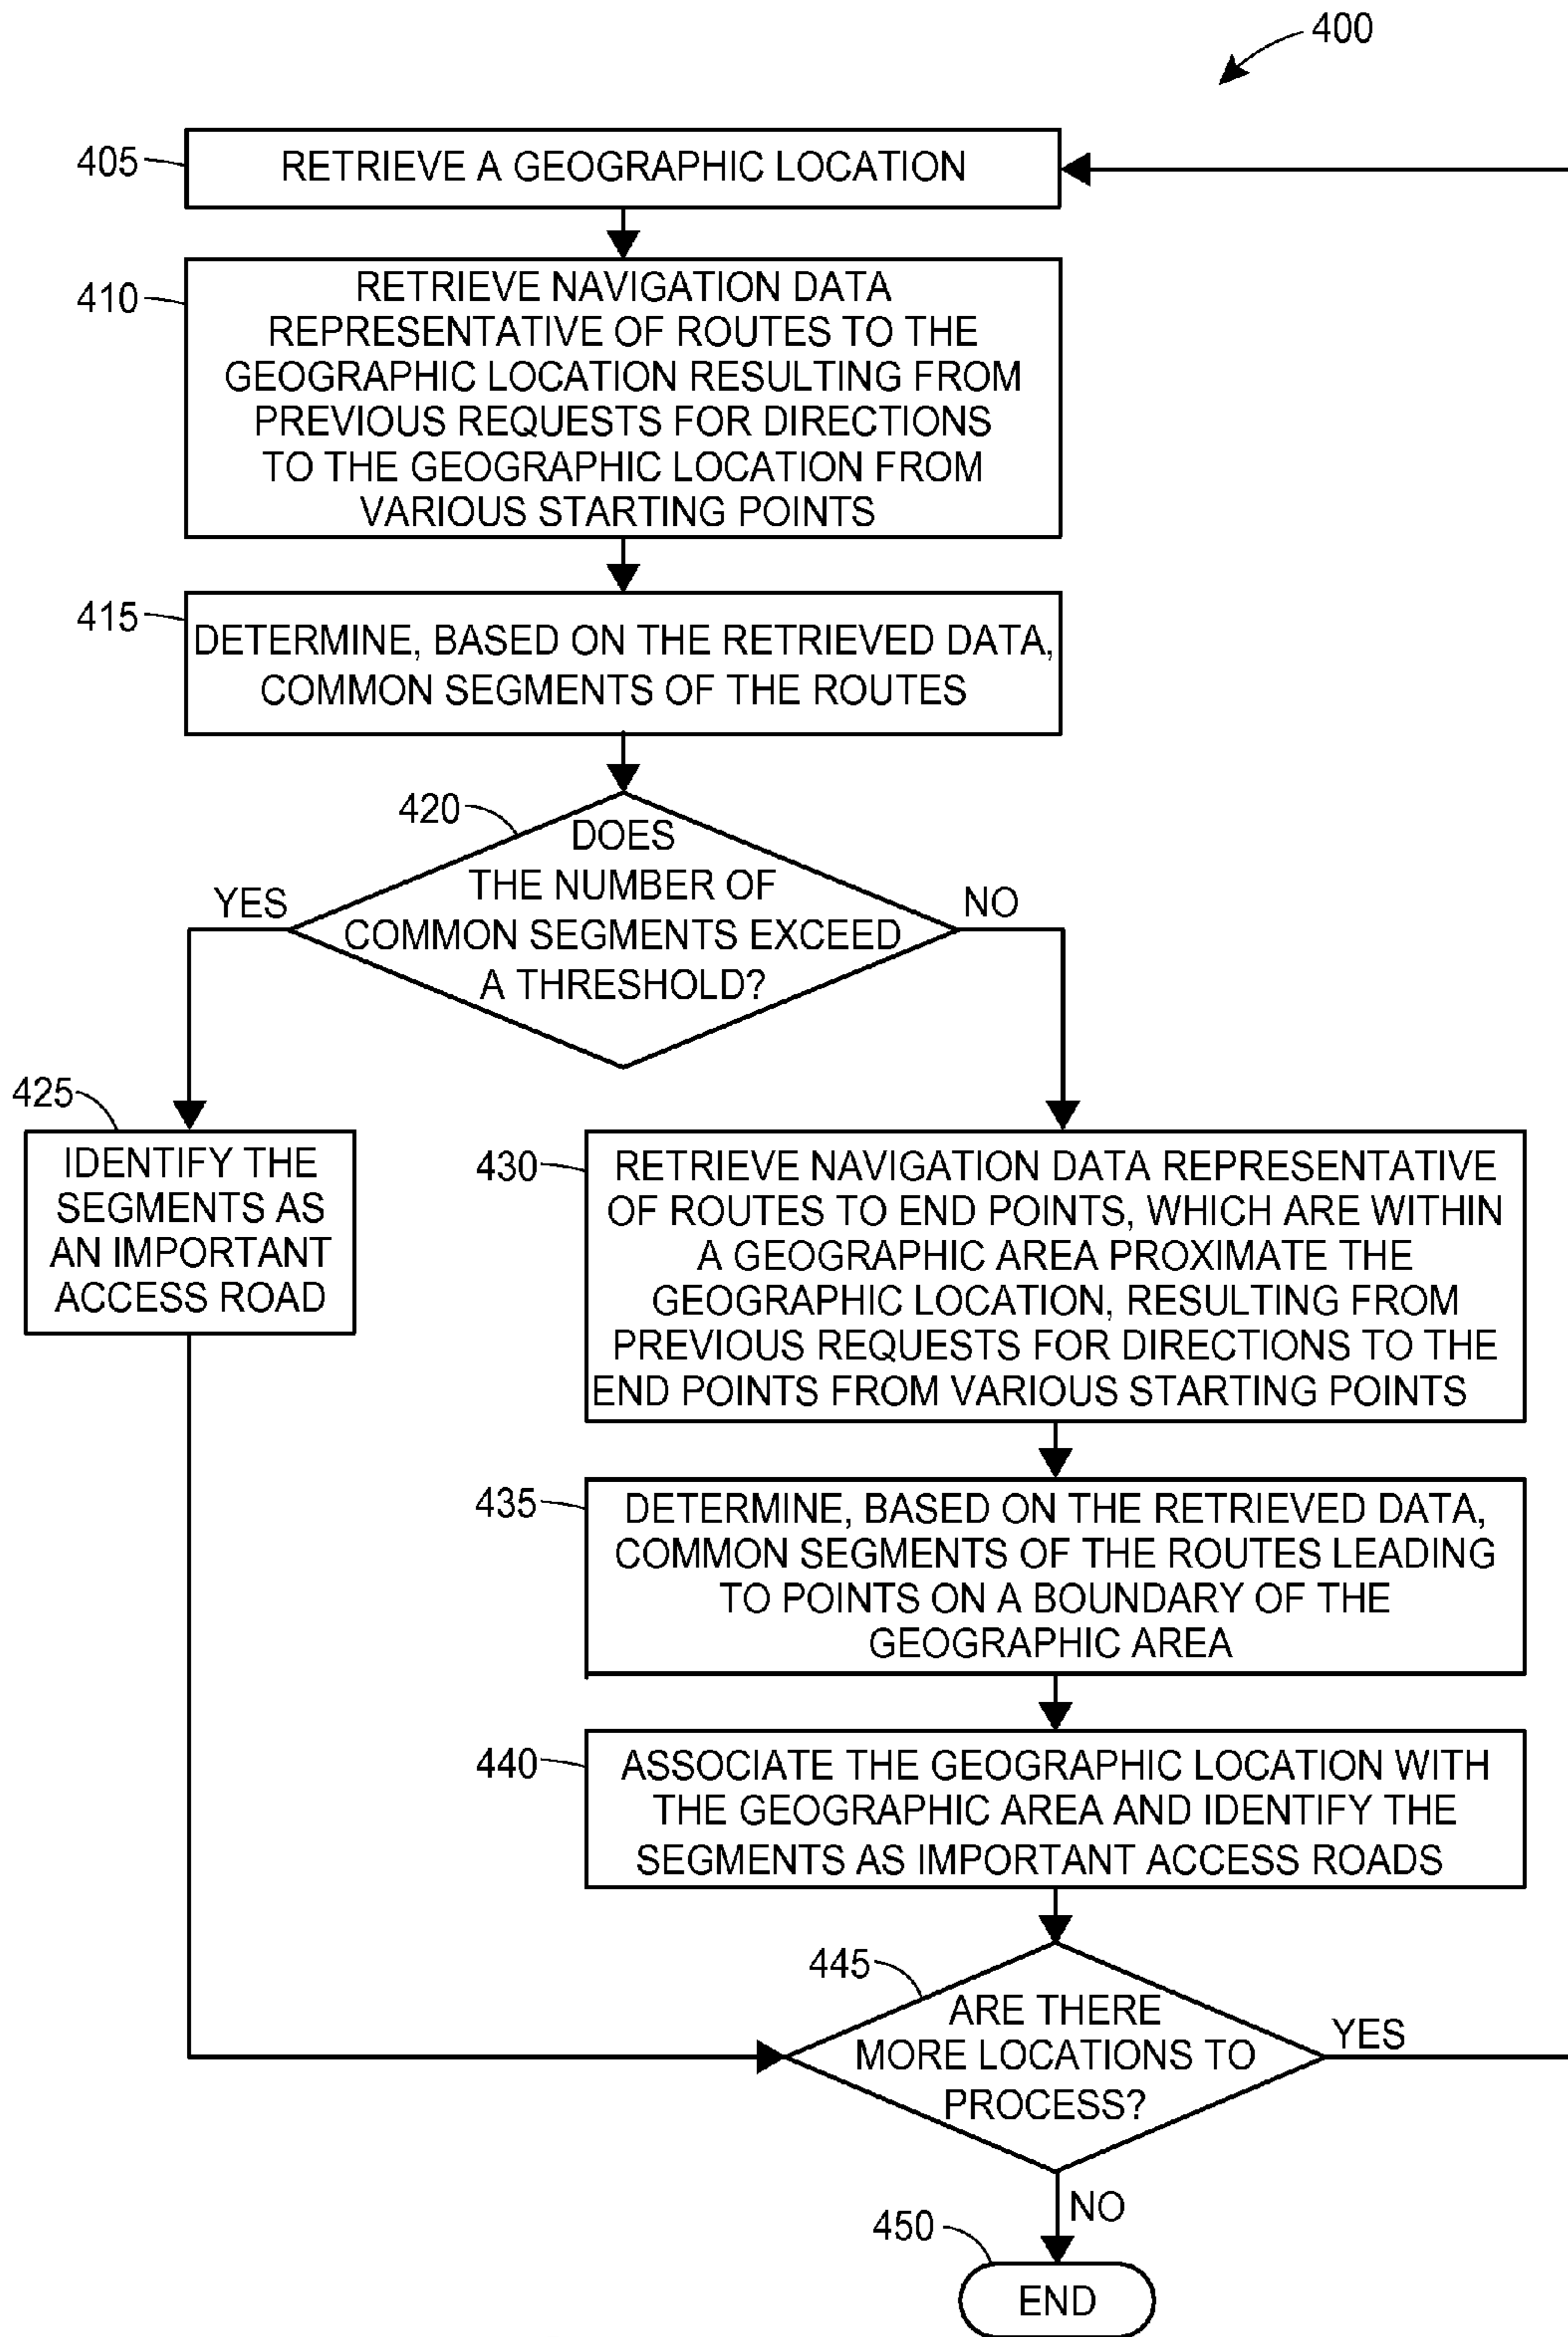 400
405
RETRIEVE A GEOGRAPHIC LOCATION
410
RETRIEVE NAVIGATION DATA
REPRESENTATIVE OF ROUTES TO THE
GEOGRAPHIC LOCATION RESULTING FROM
PREVIOUS REQUESTS FOR DIRECTIONS
TO THE GEOGRAPHIC LOCATION FROM
VARIOUS STARTING POINTS
415
DETERMINE, BASED ON THE RETRIEVED DATA,
COMMON SEGMENTS OF THE ROUTES
420
DOES
THE NUMBER OF
COMMON SEGMENTS EXCEED
A THRESHOLD?
YES
NO
425
IDENTIFY THE
SEGMENTS AS
AN IMPORTANT
ACCESS ROAD
430
RETRIEVE NAVIGATION DATA REPRESENTATIVE
OF ROUTES TO END POINTS, WHICH ARE WITHIN
A GEOGRAPHIC AREA PROXIMATE THE
GEOGRAPHIC LOCATION, RESULTING FROM
PREVIOUS REQUESTS FOR DIRECTIONS TO THE
END POINTS FROM VARIOUS STARTING POINTS
435
DETERMINE, BASED ON THE RETRIEVED DATA,
COMMON SEGMENTS OF THE ROUTES LEADING
TO POINTS ON A BOUNDARY OF THE
GEOGRAPHIC AREA
440
ASSOCIATE THE GEOGRAPHIC LOCATION WITH
THE GEOGRAPHIC AREA AND IDENTIFY THE
SEGMENTS AS IMPORTANT ACCESS ROADS
445
ARE THERE
MORE LOCATIONS TO
PROCESS?
YES
NO
450
END